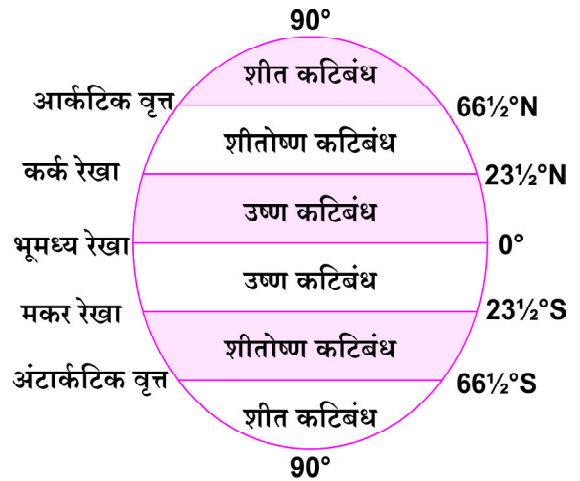 90°
शीत कटिबंध
आर्कटिक वृत्त
66½°N
शीतोष्ण कटिबंध
कर्क रेखा
23½°N
उष्ण कटिबंध
भूमध्य रेखा
0°
उष्ण कटिबंध
मकर रेखा
23½°S
शीतोष्ण कटिबंध
अंटार्कटिक वृत्त
66½°S
शीत कटिबंध
90°